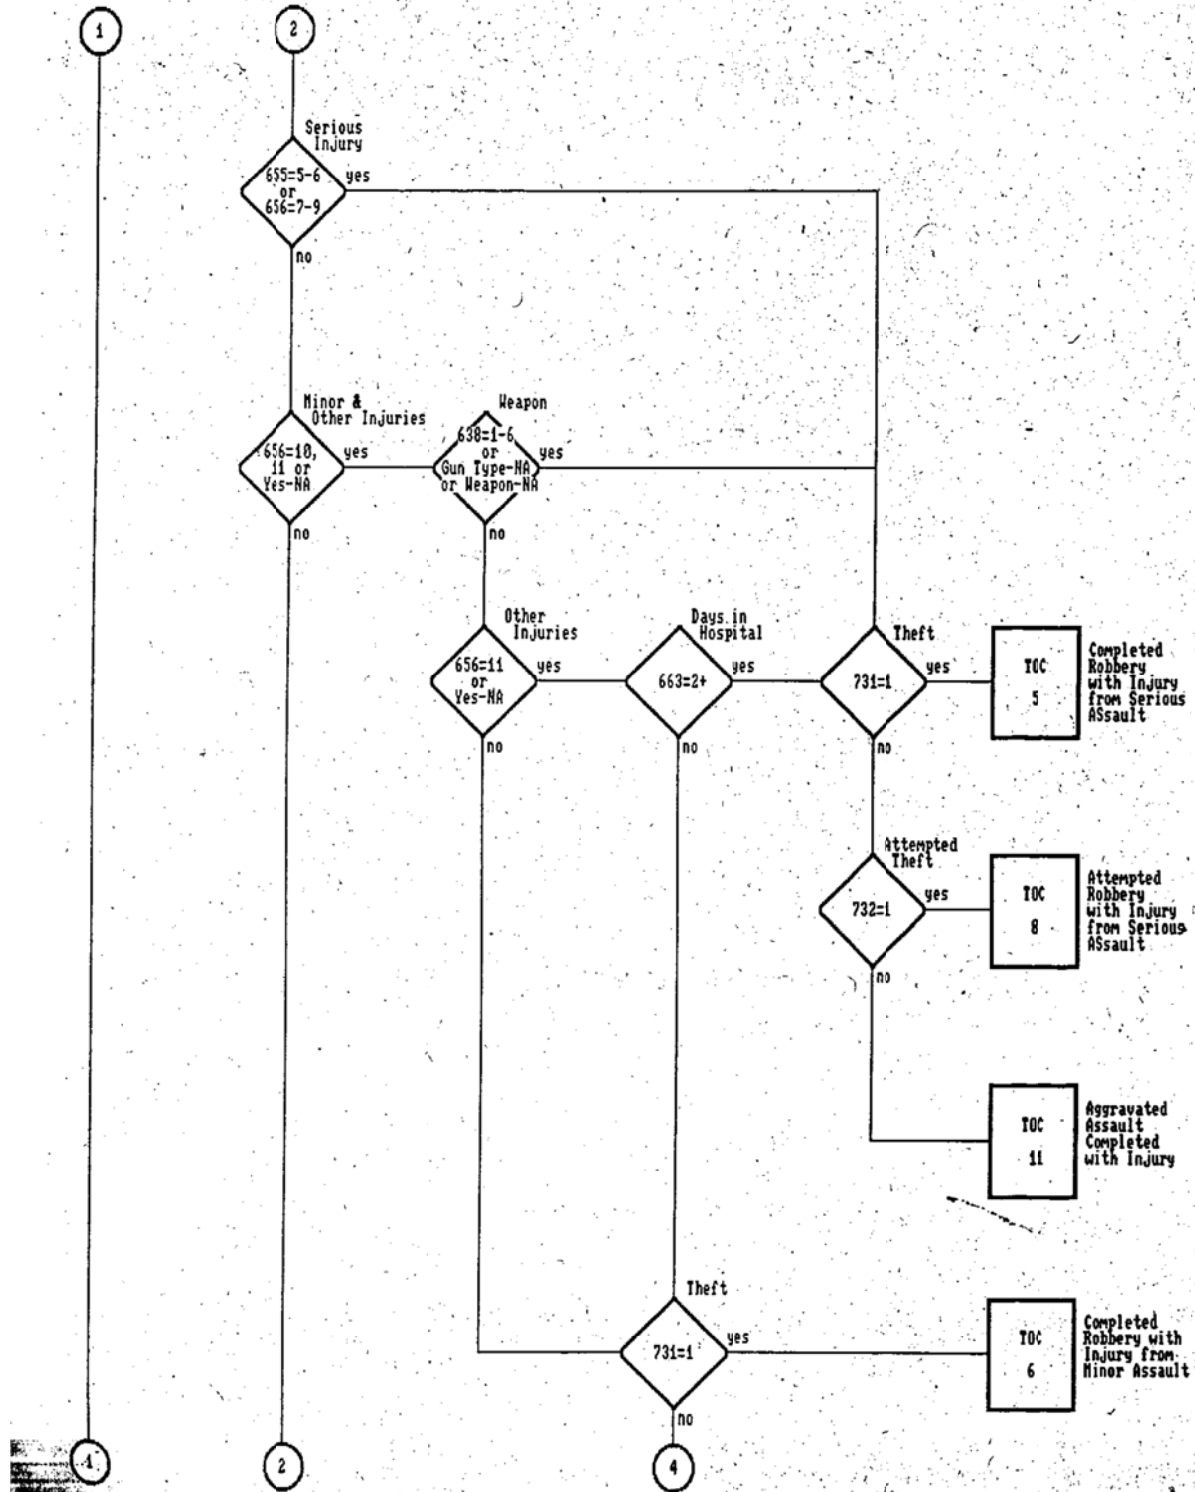 1
2
Serious
Injury
655=5-6
or
656=7-9
yes
no
Minor &
Other Injuries
656=10,
11 or
Yes-NA
yes
no
Weapon
638=1-6
or
Gun Type-NA
or Weapon-NA
yes
no
Other
Injuries
656=11
or
Yes-NA
yes
no
Days in
Hospital
663=2+
yes
no
Theft
731=1
yes
no
TOC
5
Completed
Robbery
with Injury
from Serious
ASsault
Attempted
Theft
732=1
yes
no
TOC
8
Attempted
Robbery
with Injury
from Serious
ASsault
TOC
11
Aggravated
Assault
Completed
with Injury
Theft
731=1
yes
no
TOC
6
Completed
Robbery with
Injury from
Minor Assault
2
4